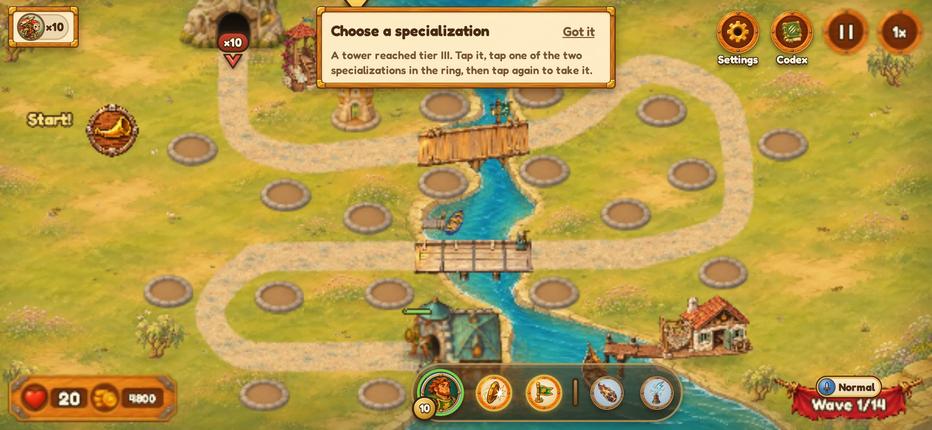 x10
x10
Choose a specialization
Got it
A tower reached tier III. Tap it, tap one of the two
specializations in the ring, then tap again to take it.
1x
Settings
Codex
Start!
20
4800
10
Normal
Wave 1/14